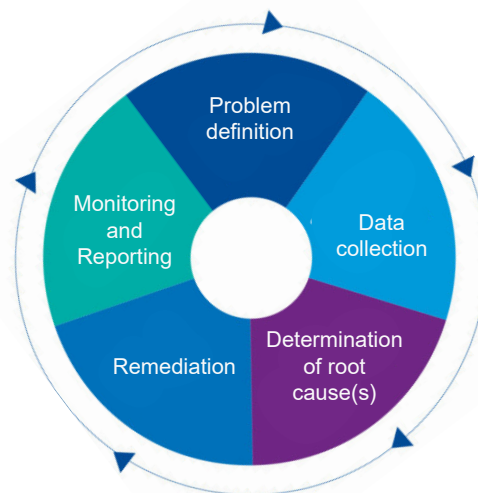 Problem
definition
Data
collection
Determination
of root
cause(s)
Remediation
Monitoring
and
Reporting